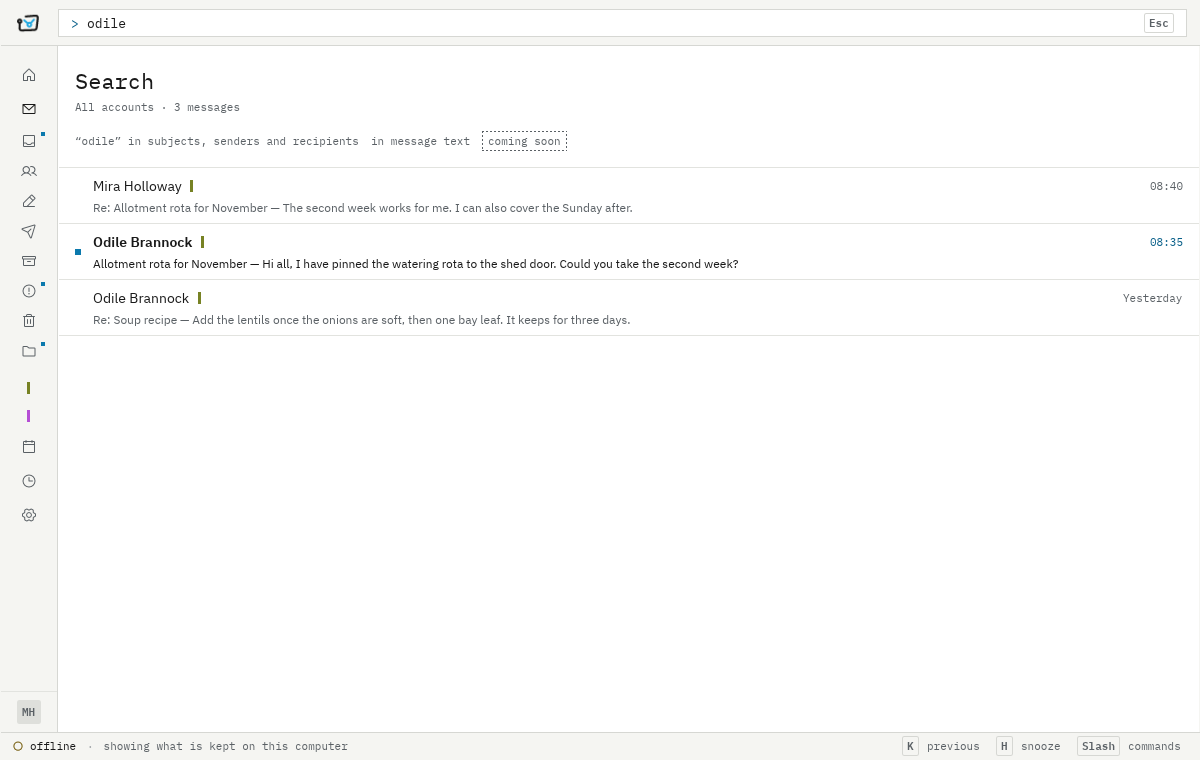 > odile Esc
Search
All accounts · 3 messages
“odile” in subjects, senders and recipients in message text coming soon
Mira Holloway 08:40
Re: Allotment rota for November — The second week works for me. I can also cover the Sunday after.
Odile Brannock 08:35
Allotment rota for November — Hi all, I have pinned the watering rota to the shed door. Could you take the second week?
Odile Brannock Yesterday
Re: Soup recipe — Add the lentils once the onions are soft, then one bay leaf. It keeps for three days.
MH
offline · showing what is kept on this computer K previous H snooze Slash commands